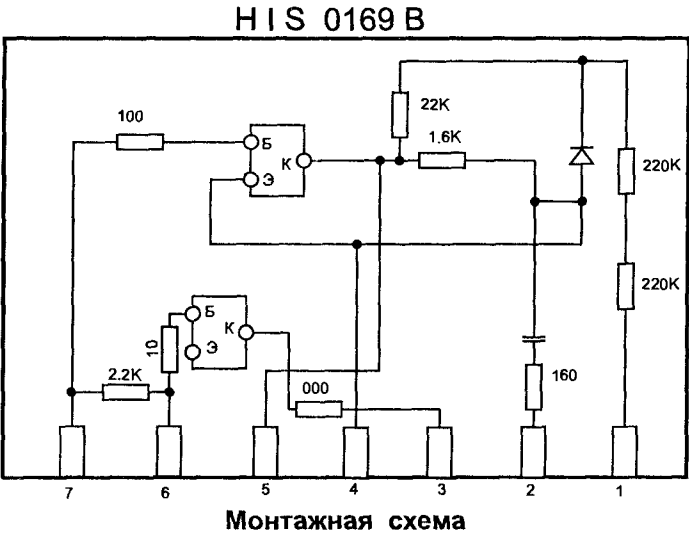 HIS 0169 B
100
22K
1.6K
Б
К
Э
220K
220K
Б
К
Э
10
2.2K
000
160
7 6 5 4 3 2 1
Монтажная схема